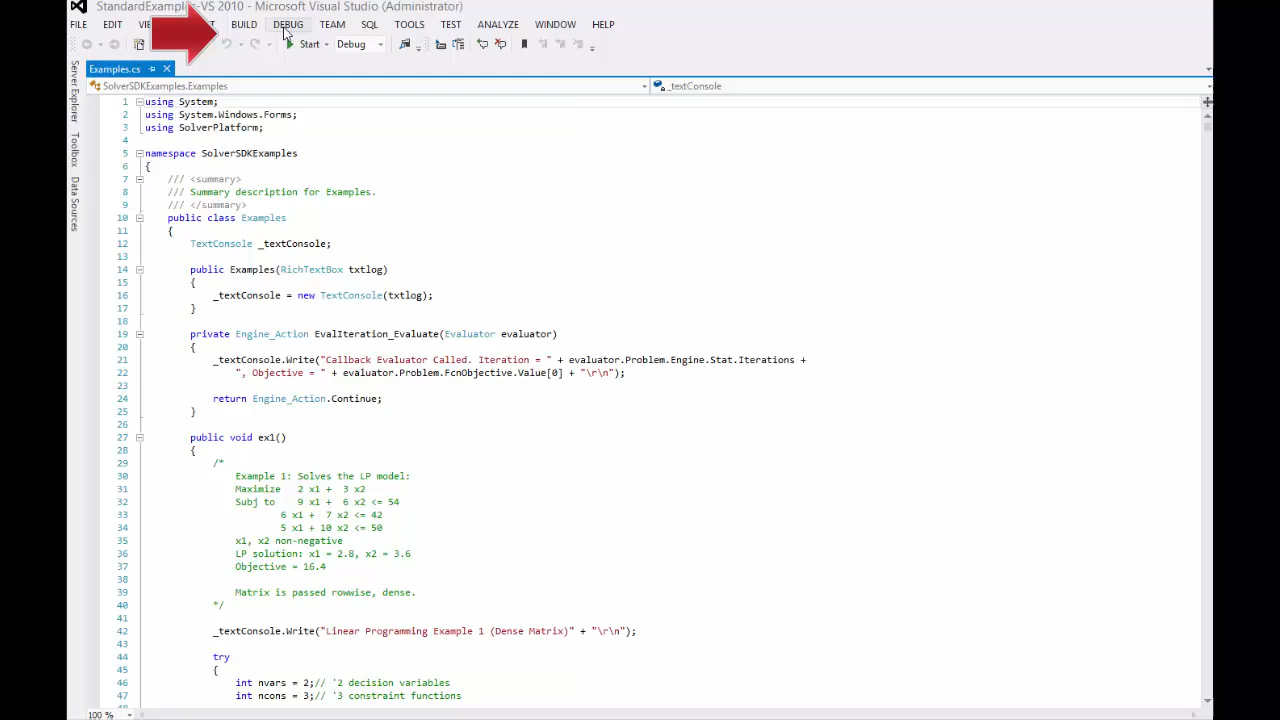 StandardExamples-VS 2010 - Microsoft Visual Studio (Administrator)
FILE EDIT BUILD DEBUG TEAM SQL TOOLS TEST ANALYZE WINDOW HELP
Start Debug
Examples.cs
SolverSDKExamples.Examples _textConsole
Server Explorer
Toolbox
Data Sources
1 using System;
2 using System.Windows.Forms;
3 using SolverPlatform;
4
5 namespace SolverSDKExamples
6 {
7 /// <summary>
8 /// Summary description for Examples.
9 /// </summary>
10 public class Examples
11 {
12 TextConsole _textConsole;
13
14 public Examples(RichTextBox txtlog)
15 {
16 _textConsole = new TextConsole(txtlog);
17 }
18
19 private Engine_Action EvalIteration_Evaluate(Evaluator evaluator)
20 {
21 _textConsole.Write("Callback Evaluator Called. Iteration = " + evaluator.Problem.Engine.Stat.Iterations +
22 ", Objective = " + evaluator.Problem.FcnObjective.Value[0] + "\r\n");
23
24 return Engine_Action.Continue;
25 }
26
27 public void ex1()
28 {
29 /*
30 Example 1: Solves the LP model:
31 Maximize 2 x1 + 3 x2
32 Subj to 9 x1 + 6 x2 <= 54
33 6 x1 + 7 x2 <= 42
34 5 x1 + 10 x2 <= 50
35 x1, x2 non-negative
36 LP solution: x1 = 2.8, x2 = 3.6
37 Objective = 16.4
38
39 Matrix is passed rowwise, dense.
40 */
41
42 _textConsole.Write("Linear Programming Example 1 (Dense Matrix)" + "\r\n");
43
44 try
45 {
46 int nvars = 2;// '2 decision variables
47 int ncons = 3;// '3 constraint functions
48
100 %